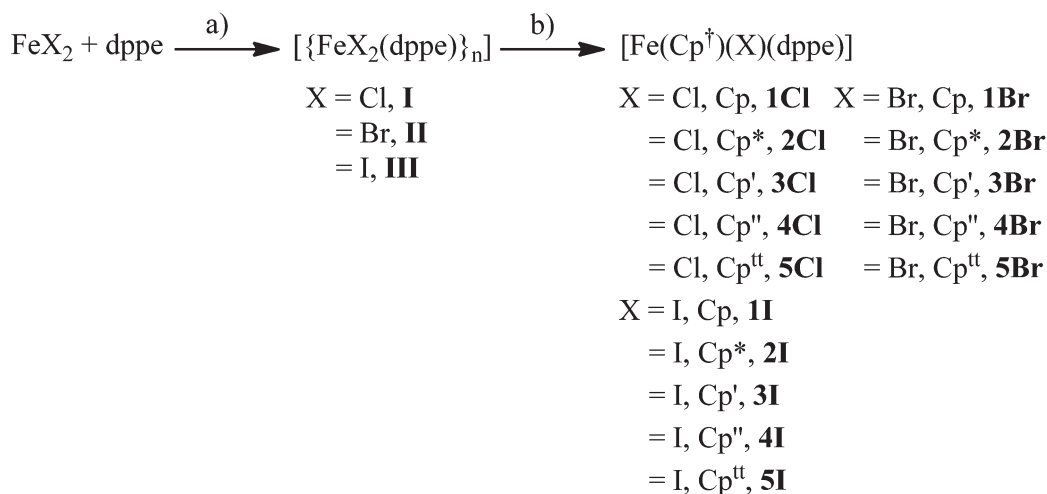 FeX₂ + dppe a) [{FeX₂(dppe)}ₙ] b) [Fe(Cp†)(X)(dppe)]
X = Cl, I X = Cl, Cp, 1Cl X = Br, Cp, 1Br
= Br, II = Cl, Cp*, 2Cl = Br, Cp*, 2Br
= I, III = Cl, Cp', 3Cl = Br, Cp', 3Br
= Cl, Cp'', 4Cl = Br, Cp'', 4Br
= Cl, Cpᵗᵗ, 5Cl = Br, Cpᵗᵗ, 5Br
X = I, Cp, 1I
= I, Cp*, 2I
= I, Cp', 3I
= I, Cp'', 4I
= I, Cpᵗᵗ, 5I